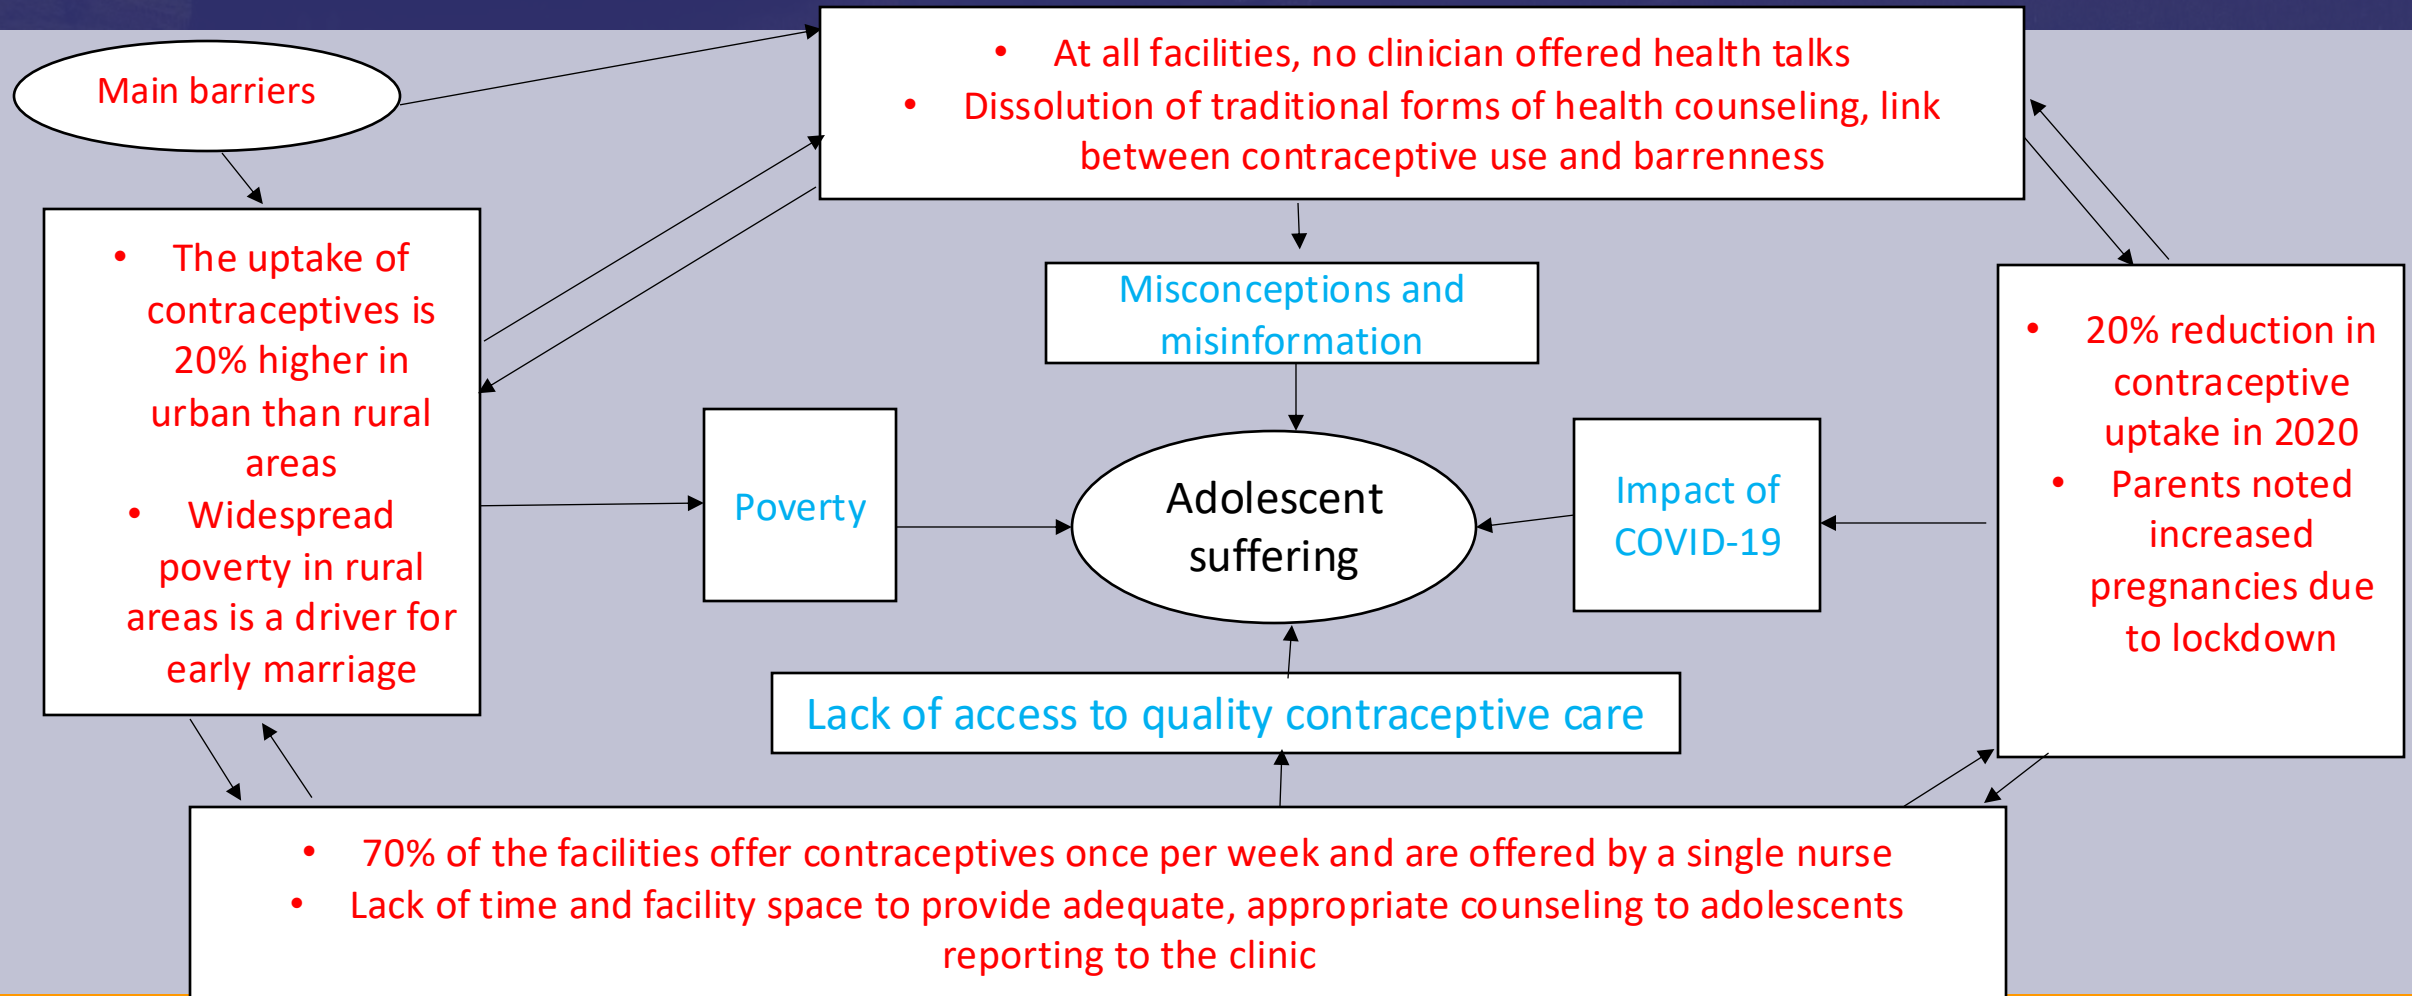 Main barriers
• At all facilities, no clinician offered health talks
• Dissolution of traditional forms of health counseling, link
between contraceptive use and barrenness
• The uptake of
contraceptives is
20% higher in
urban than rural
areas
• Widespread
poverty in rural
areas is a driver for
early marriage
Misconceptions and
misinformation
Poverty
Adolescent
suffering
Impact of
COVID-19
• 20% reduction in
contraceptive
uptake in 2020
• Parents noted
increased
pregnancies due
to lockdown
Lack of access to quality contraceptive care
• 70% of the facilities offer contraceptives once per week and are offered by a single nurse
• Lack of time and facility space to provide adequate, appropriate counseling to adolescents
reporting to the clinic